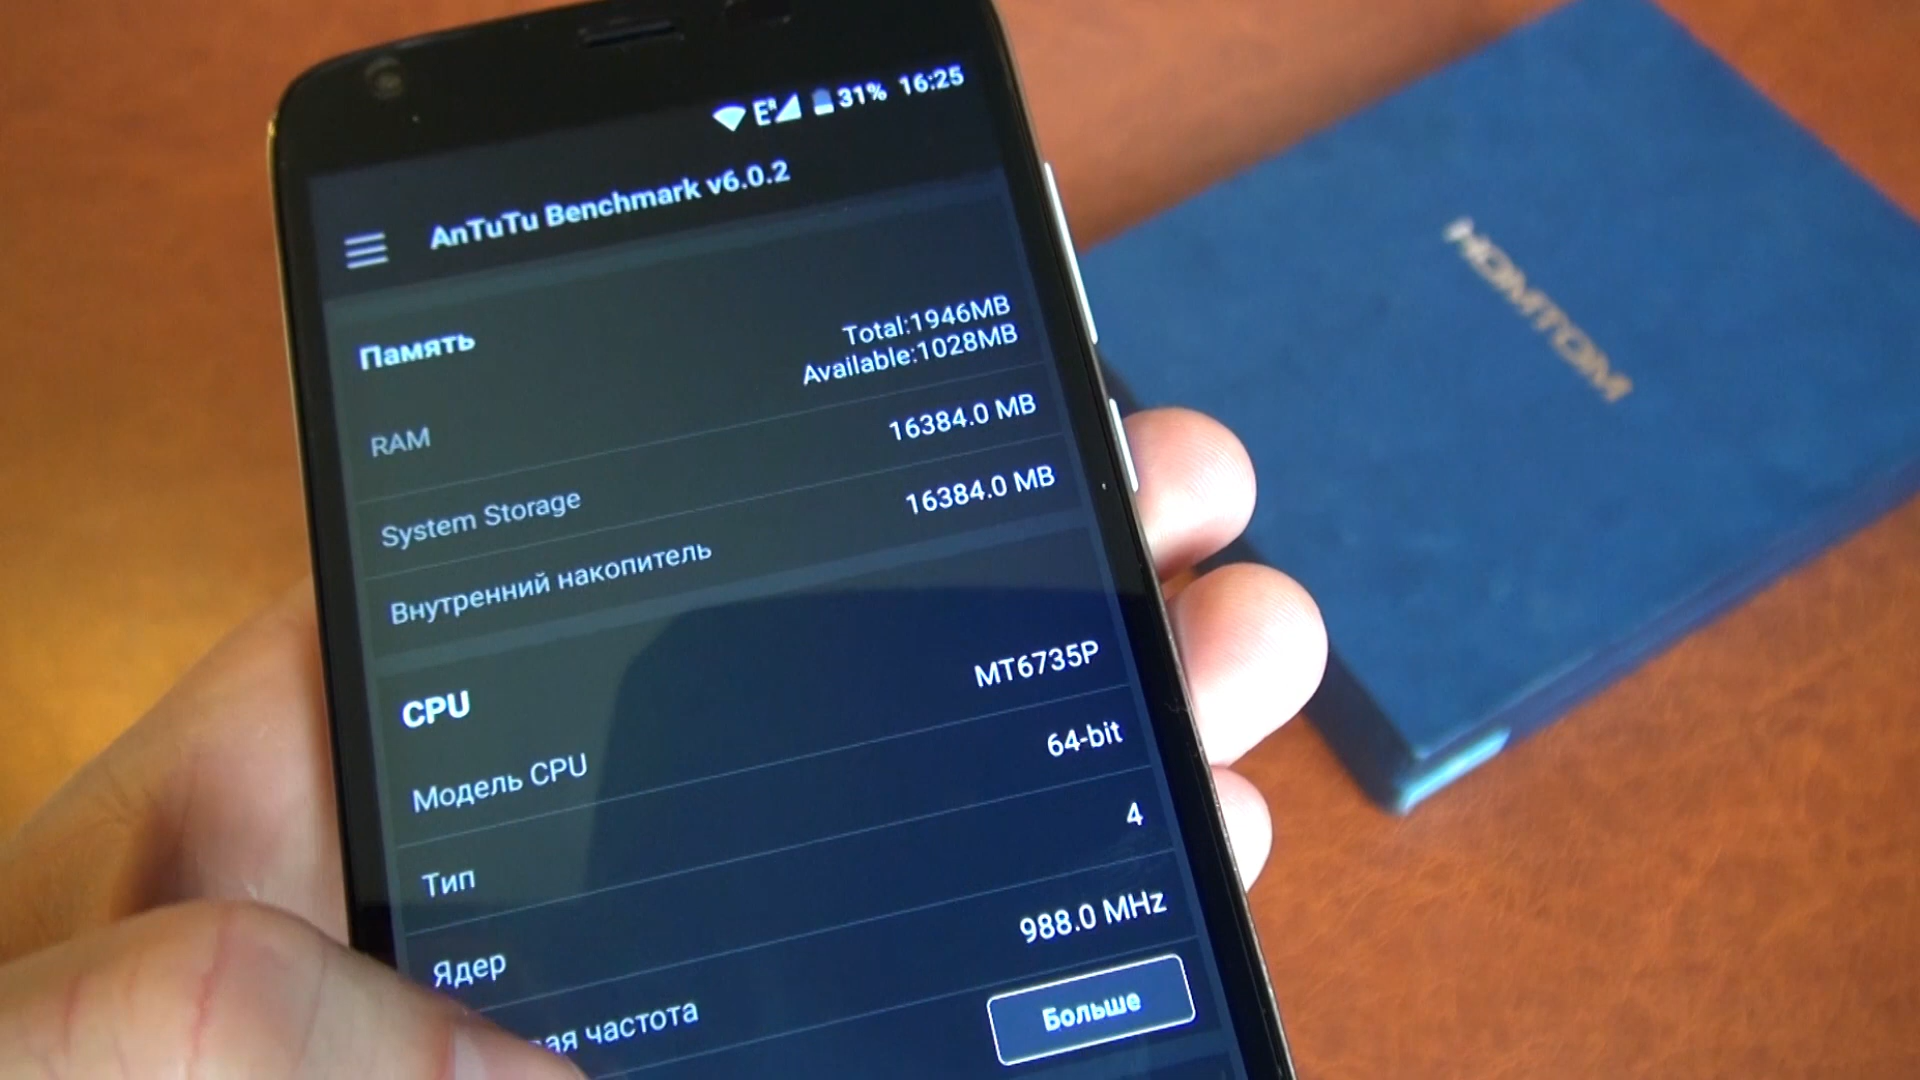 E R 31% 16:25
AnTuTu Benchmark v6.0.2
Память
RAM Total:1946MB
Available:1028MB
System Storage 16384.0 MB
Внутренний накопитель 16384.0 MB
CPU
Модель CPU MT6735P
Тип 64-bit
Ядер 4
частота 988.0 MHz
Больше
HOMTOM